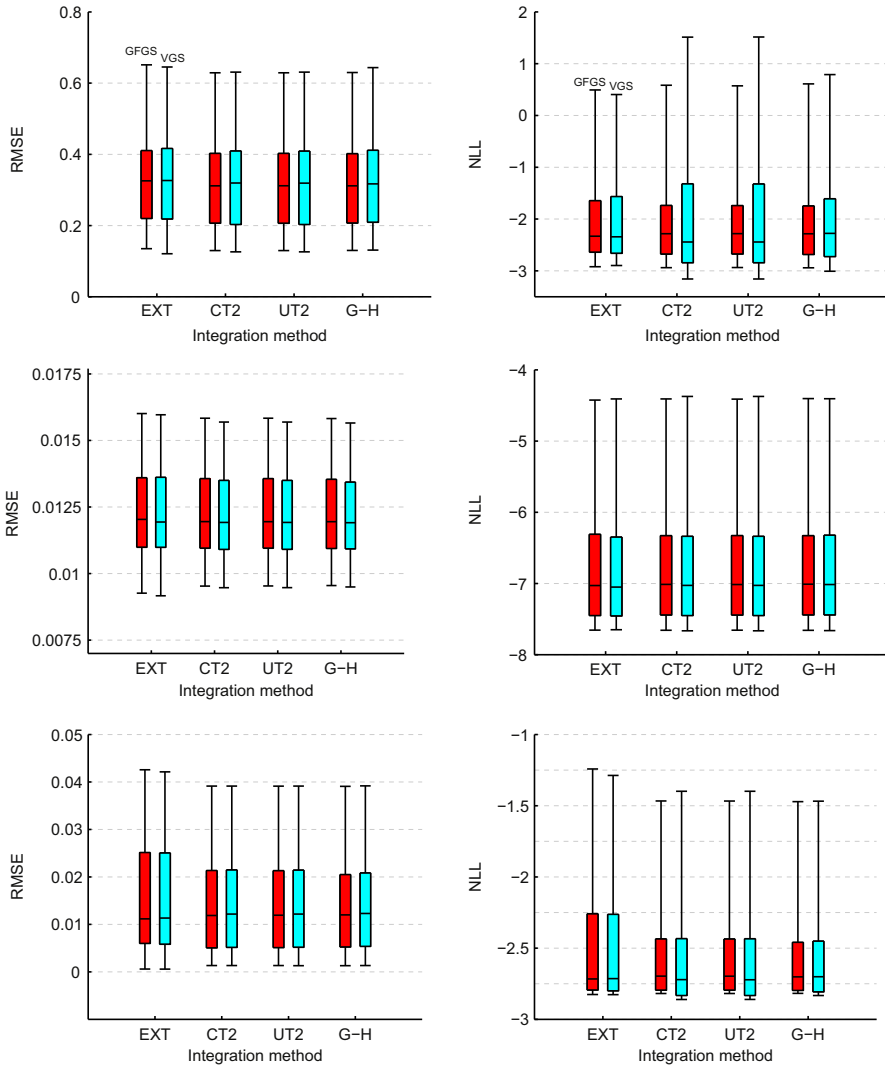 0.8
0.6
0.4
0.2
0
RMSE
GFGS
VGS
EXT
CT2
UT2
G−H
Integration method
2
1
0
−1
−2
−3
NLL
GFGS
VGS
EXT
CT2
UT2
G−H
Integration method
0.0175
0.015
0.0125
0.01
0.0075
RMSE
EXT
CT2
UT2
G−H
Integration method
−4
−5
−6
−7
−8
NLL
EXT
CT2
UT2
G−H
Integration method
0.05
0.04
0.03
0.02
0.01
0
RMSE
EXT
CT2
UT2
G−H
Integration method
−1
−1.5
−2
−2.5
−3
NLL
EXT
CT2
UT2
G−H
Integration method